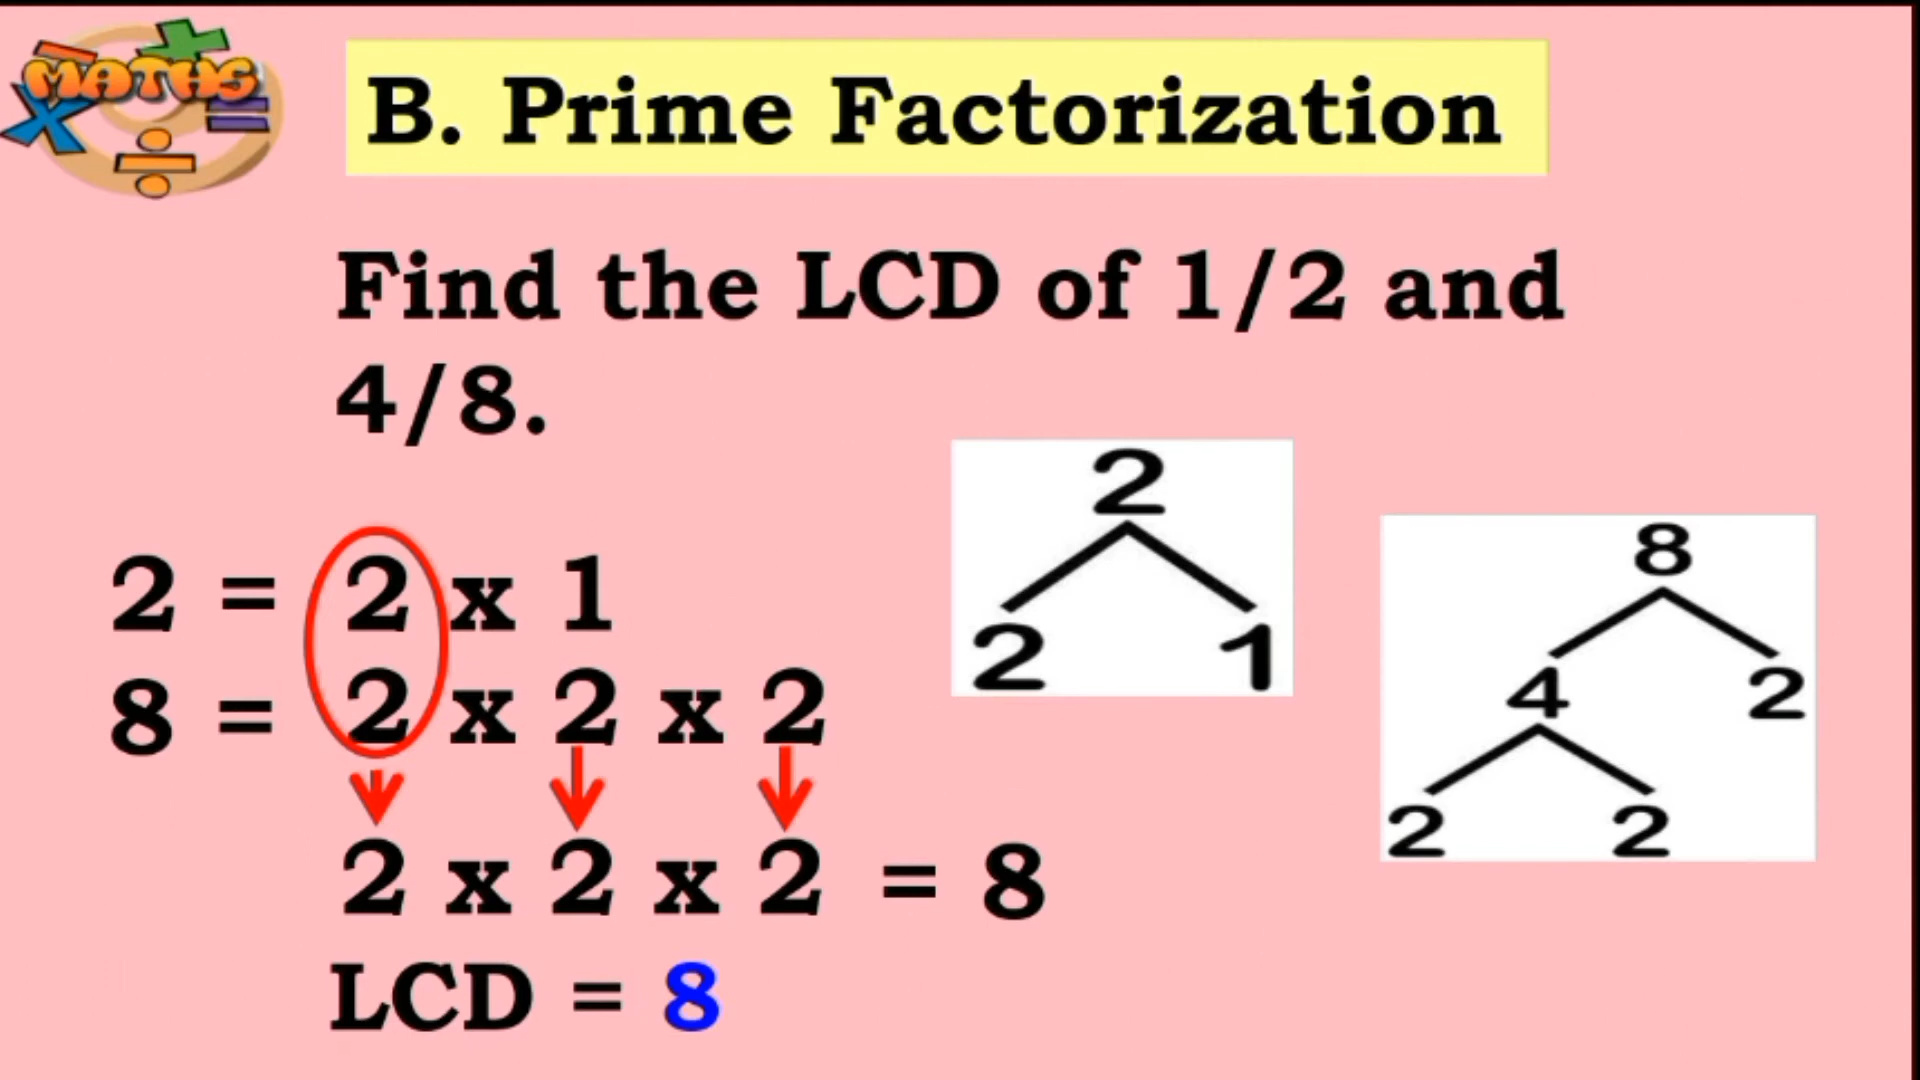 MATHS
B. Prime Factorization
Find the LCD of 1/2 and
4/8.
2 = 2 x 1
8 = 2 x 2 x 2
2 x 2 x 2 = 8
LCD = 8
2
2 1
8
4 2
2 2